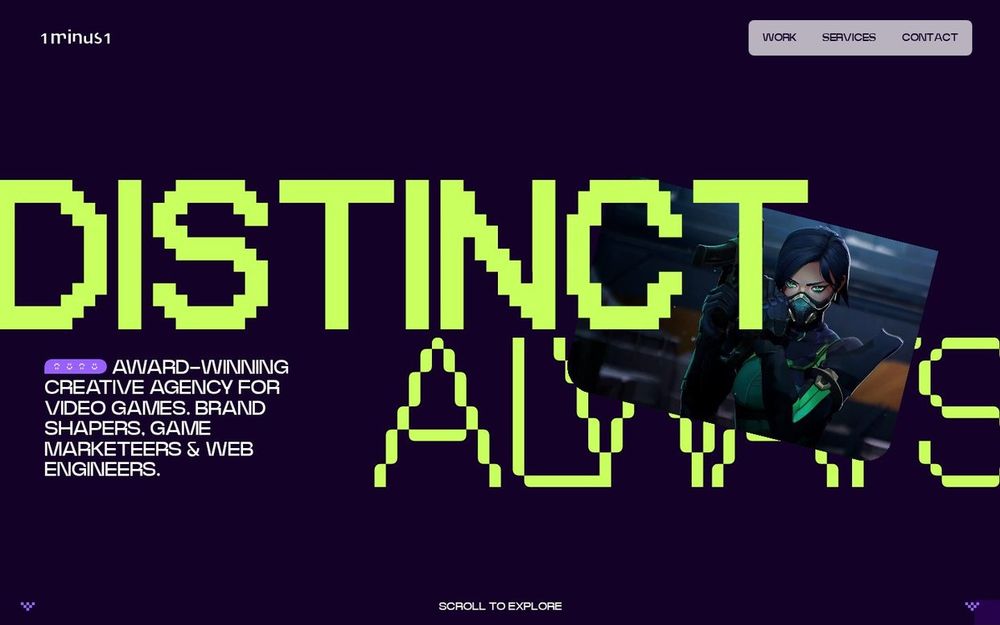 1minus1
WORK SERVICES CONTACT
DISTINCT
ALWAYS
AWARD-WINNING
CREATIVE AGENCY FOR
VIDEO GAMES. BRAND
SHAPERS, GAME
MARKETEERS & WEB
ENGINEERS.
SCROLL TO EXPLORE